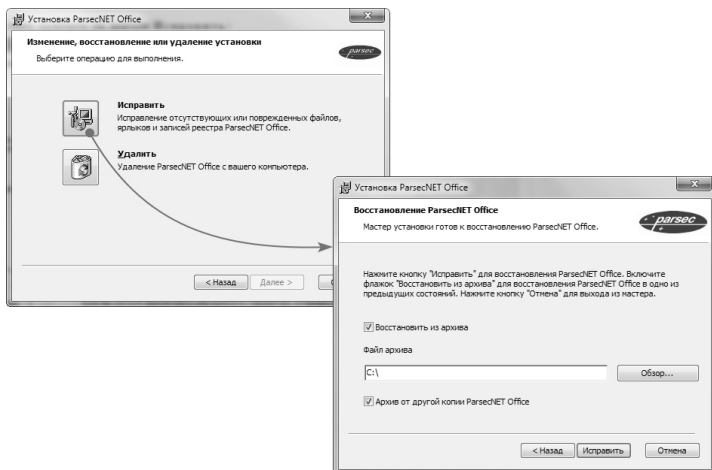 Установка ParsecNET Office
Изменение, восстановление или удаление установки
Выберите операцию для выполнения.
parsec
Исправить
Исправление отсутствующих или поврежденных файлов,
ярлыков и записей реестра ParsecNET Office.
Удалить
Удаление ParsecNET Office с вашего компьютера.
< Назад
Далее >
Установка ParsecNET Office
Восстановление ParsecNET Office
Мастер установки готов к восстановлению ParsecNET Office.
parsec
Нажмите кнопку "Исправить" для восстановления ParsecNET Office. Включите
флажок "Восстановить из архива" для восстановления ParsecNET Office в одно из
предыдущих состояний. Нажмите кнопку "Отмена" для выхода из мастера.
Восстановить из архива
Файл архива
C:\
Обзор...
Архив от другой копии ParsecNET Office
< Назад
Исправить
Отмена